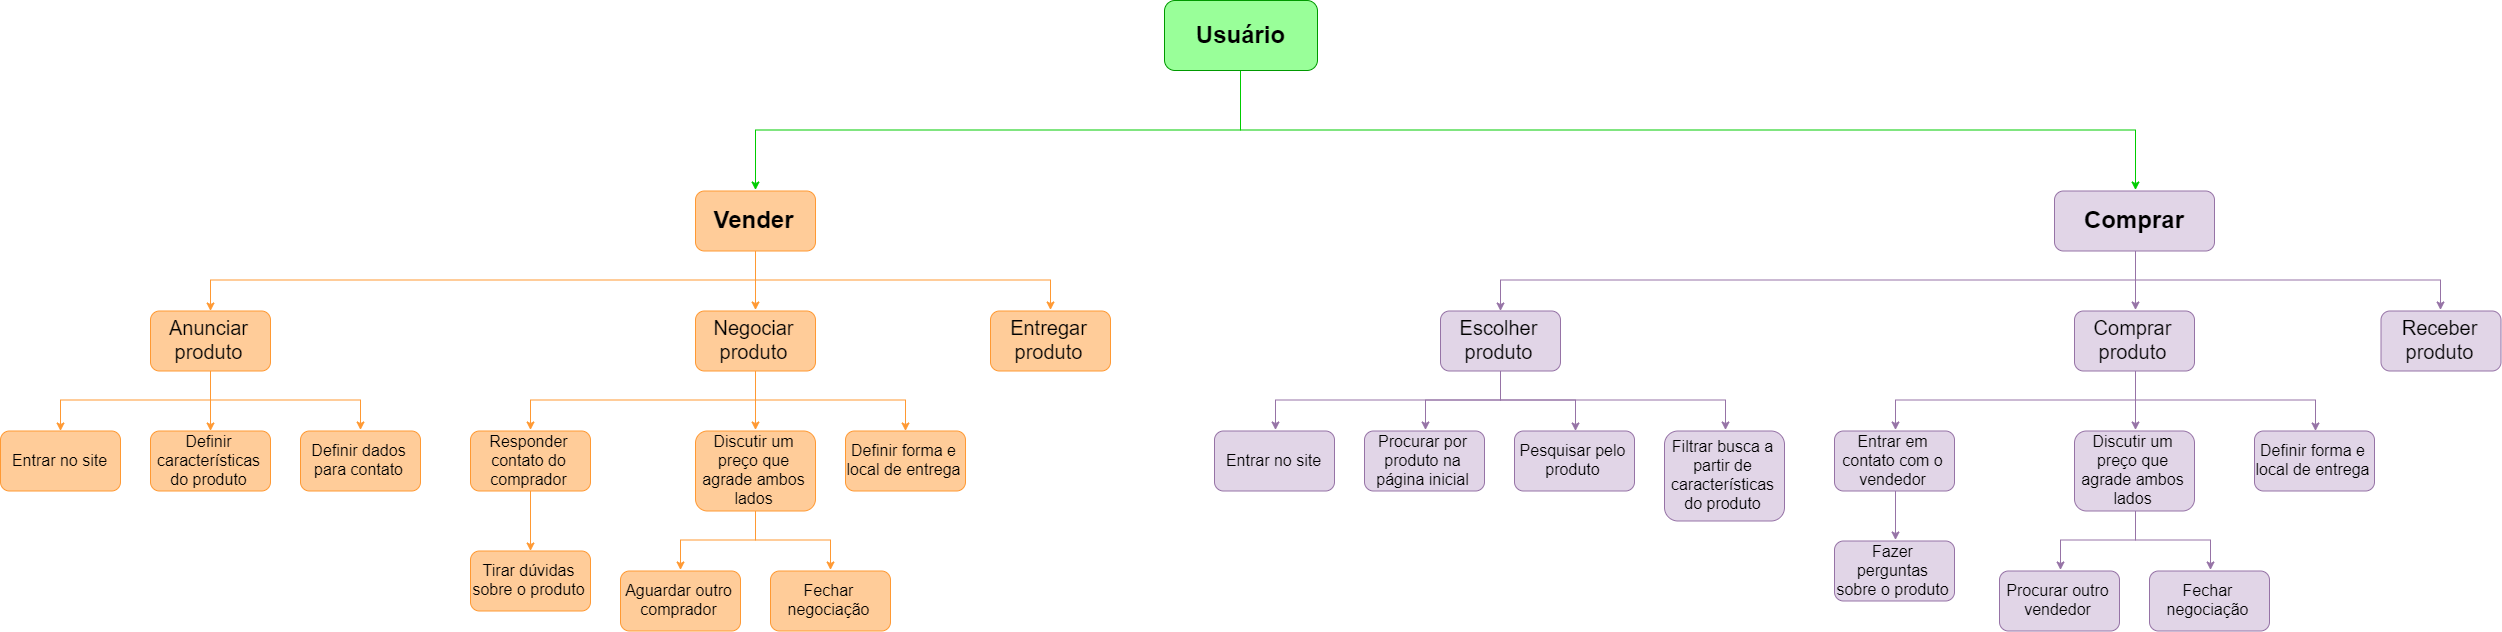 Usuário
Vender
Comprar
Anunciar
produto
Negociar
produto
Entregar
produto
Escolher
produto
Comprar
produto
Receber
produto
Entrar no site
Definir
características
do produto
Definir dados
para contato
Responder
contato do
comprador
Discutir um
preço que
agrade ambos
lados
Definir forma e
local de entrega
Entrar no site
Procurar por
produto na
página inicial
Pesquisar pelo
produto
Filtrar busca a
partir de
características
do produto
Entrar em
contato com o
vendedor
Discutir um
preço que
agrade ambos
lados
Definir forma e
local de entrega
Tirar dúvidas
sobre o produto
Aguardar outro
comprador
Fechar
negociação
Fazer
perguntas
sobre o produto
Procurar outro
vendedor
Fechar
negociação